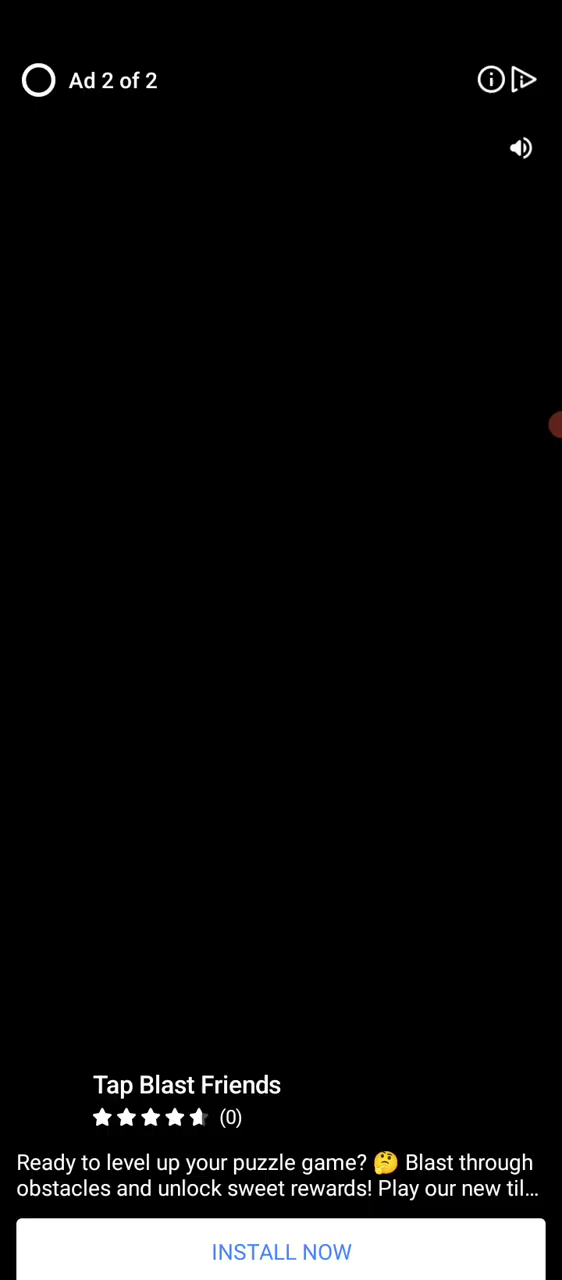 Ad 2 of 2
Tap Blast Friends
(0)
Ready to level up your puzzle game? 🤔 Blast through
obstacles and unlock sweet rewards! Play our new til...
INSTALL NOW